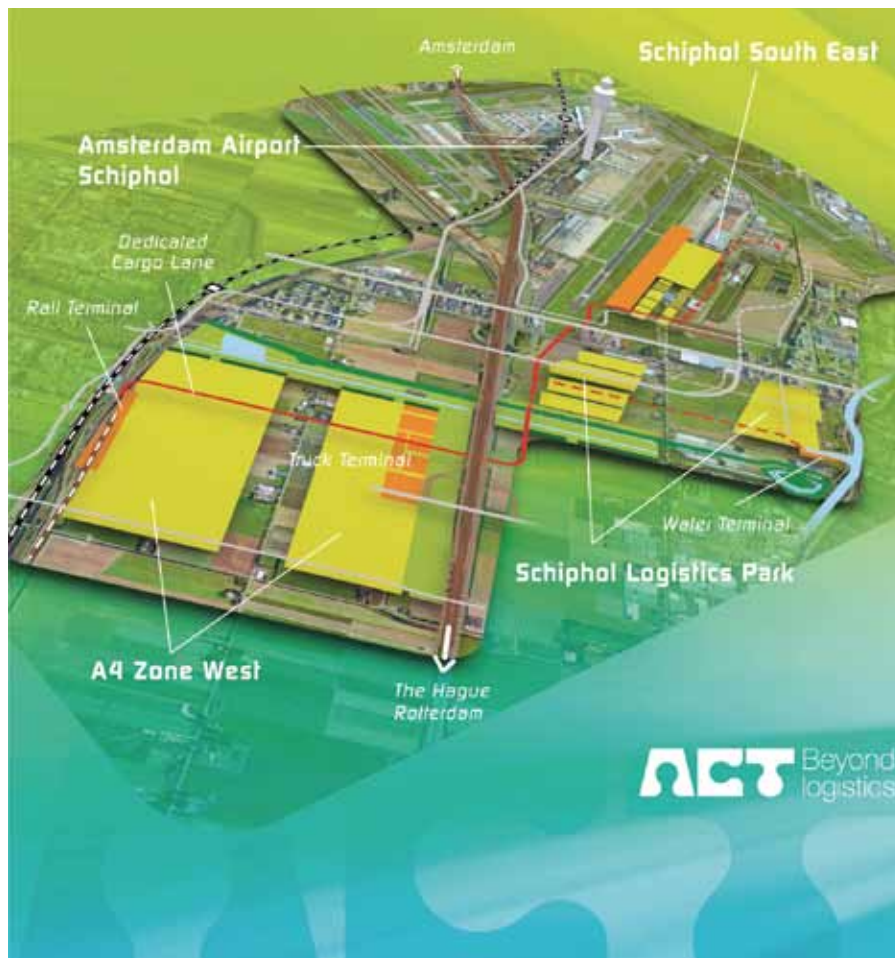 Amsterdam
Schiphol South East
Amsterdam Airport
Schiphol
Dedicated
Cargo Lane
Rail Terminal
Truck Terminal
Water Terminal
Schiphol Logistics Park
A4 Zone West
The Hague
Rotterdam
ACT Beyond
logistics